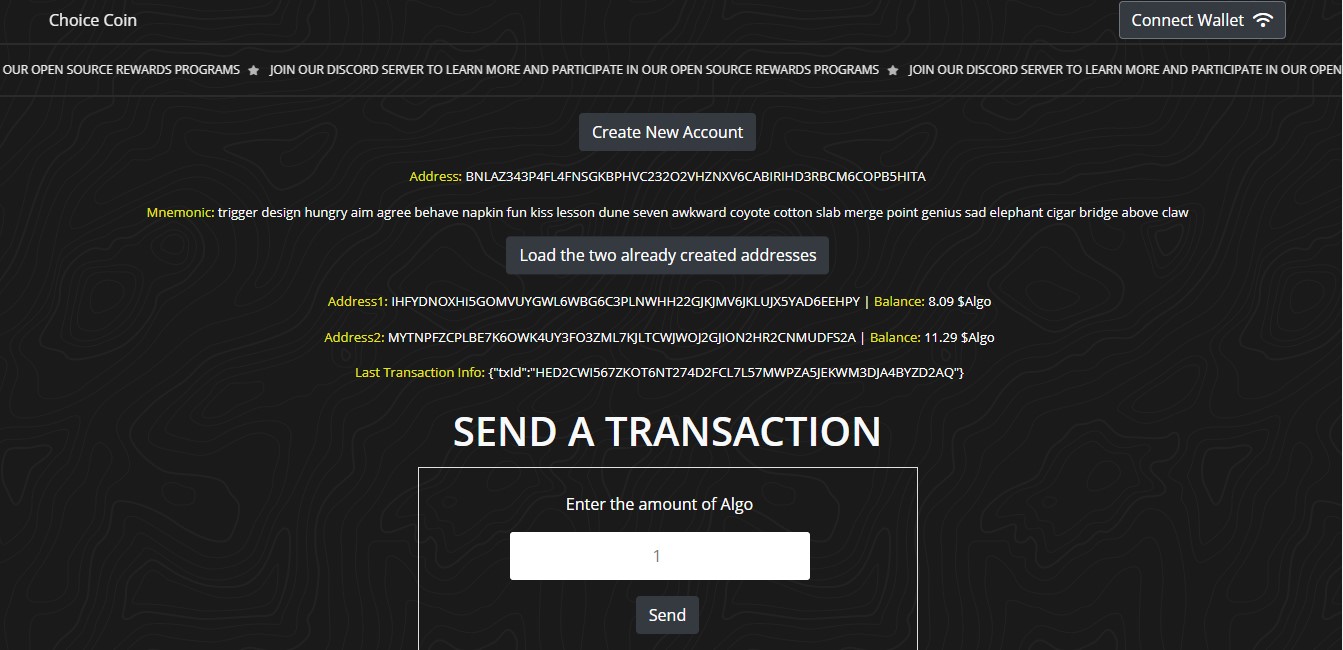 Choice Coin
Connect Wallet
OUR OPEN SOURCE REWARDS PROGRAMS ★ JOIN OUR DISCORD SERVER TO LEARN MORE AND PARTICIPATE IN OUR OPEN SOURCE REWARDS PROGRAMS ★ JOIN OUR DISCORD SERVER TO LEARN MORE AND PARTICIPATE IN OUR OPEN
Create New Account
Address: BNLAZ343P4FL4FNSGKBPHVC232O2VHZNXV6CABIRIHD3RBCM6COPB5HITA
Mnemonic: trigger design hungry aim agree behave napkin fun kiss lesson dune seven awkward coyote cotton slab merge point genius sad elephant cigar bridge above claw
Load the two already created addresses
Address1: IHFYDNOXHI5GOMVUYGWL6WBG6C3PLNWHH22GJKJMV6JKLUJX5YAD6EEHPY | Balance: 8.09 $Algo
Address2: MYTNPFZCPLBE7K6OWK4UY3FO3ZML7KJLTCWJWOJ2GJION2HR2CNMUDFS2A | Balance: 11.29 $Algo
Last Transaction Info: {"txId":"HED2CWI567ZKOT6NT274D2FCL7L57MWPZA5JEKWM3DJA4BYZD2AQ"}
SEND A TRANSACTION
Enter the amount of Algo
1
Send